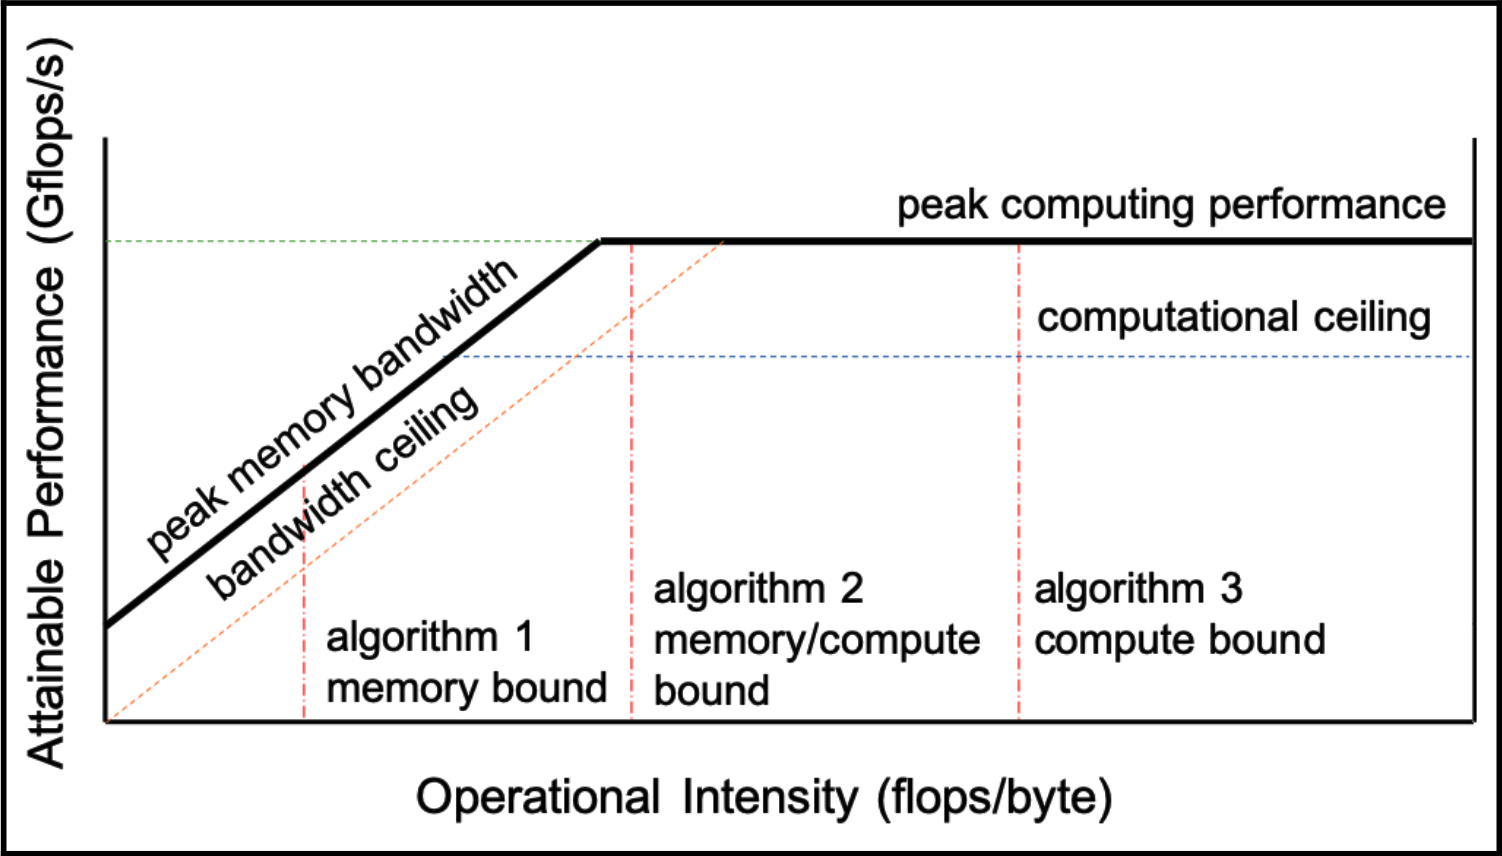 Attainable Performance (Gflops/s)
peak computing performance
peak memory bandwidth
computational ceiling
bandwidth ceiling
algorithm 1
memory bound
algorithm 2
memory/compute
bound
algorithm 3
compute bound
Operational Intensity (flops/byte)